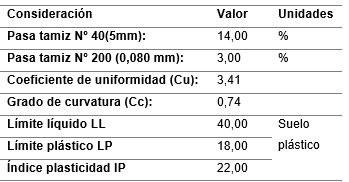 Consideración Valor Unidades
Pasa tamiz N° 40(5mm): 14,00 %
Pasa tamiz N° 200 (0,080 mm): 3,00 %
Coeficiente de uniformidad (Cu): 3,41
Grado de curvatura (Cc): 0,74
Límite líquido LL 40,00 Suelo
Límite plástico LP 18,00 plástico
Índice plasticidad IP 22,00